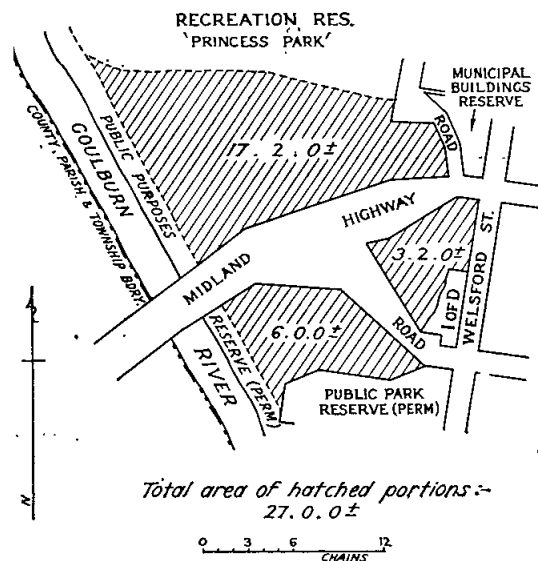 RECREATION RES.
'PRINCESS PARK'
MUNICIPAL
BUILDINGS
RESERVE
ROAD
17. 2. 0±
PUBLIC PURPOSES
GOULBURN
COUNTY, PARISH, & TOWNSHIP BDRY.
HIGHWAY
MIDLAND
3. 2. 0±
WELSFORD ST.
1 OF D
ROAD
6. 0. 0±
RESERVE (PERM)
RIVER
PUBLIC PARK
RESERVE (PERM)
N
Total area of hatched portions :-
27. 0. 0±
0 3 6 12
CHAINS